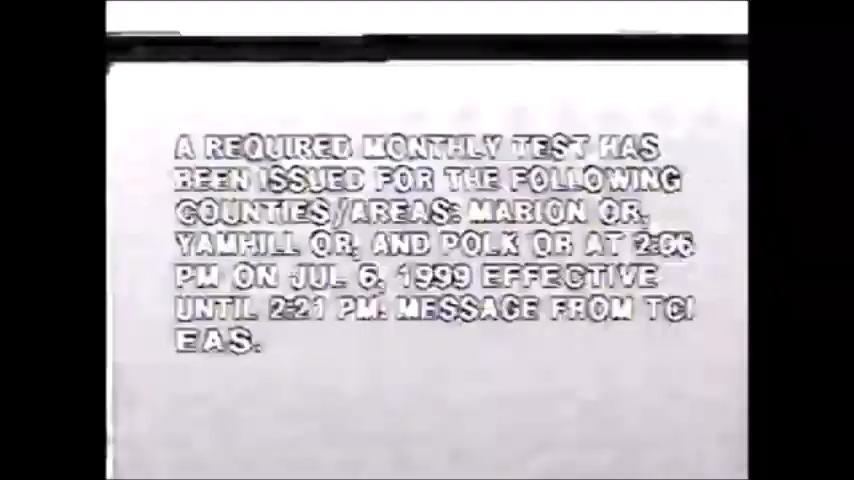 A REQUIRED MONTHLY TEST HAS
BEEN ISSUED FOR THE FOLLOWING
COUNTIES/AREAS: MARION OR,
YAMHILL OR, AND POLK OR AT 2:06
PM ON JUL 6, 1999 EFFECTIVE
UNTIL 2:21 PM. MESSAGE FROM TCI
EAS.